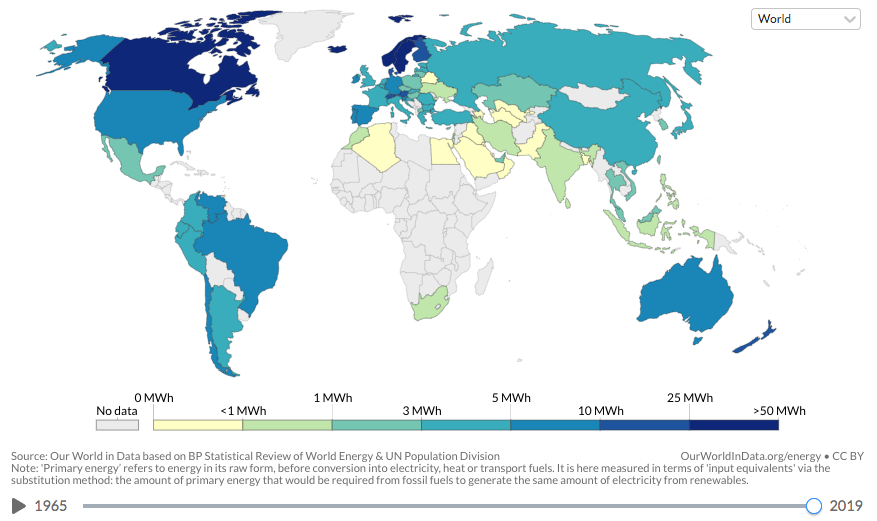 World
0 MWh
1 MWh
5 MWh
25 MWh
No data
<1 MWh
3 MWh
10 MWh
>50 MWh
Source: Our World in Data based on BP Statistical Review of World Energy & UN Population Division
OurWorldInData.org/energy • CC BY
Note: 'Primary energy' refers to energy in its raw form, before conversion into electricity, heat or transport fuels. It is here measured in terms of 'input equivalents' via the
substitution method: the amount of primary energy that would be required from fossil fuels to generate the same amount of electricity from renewables.
1965
2019